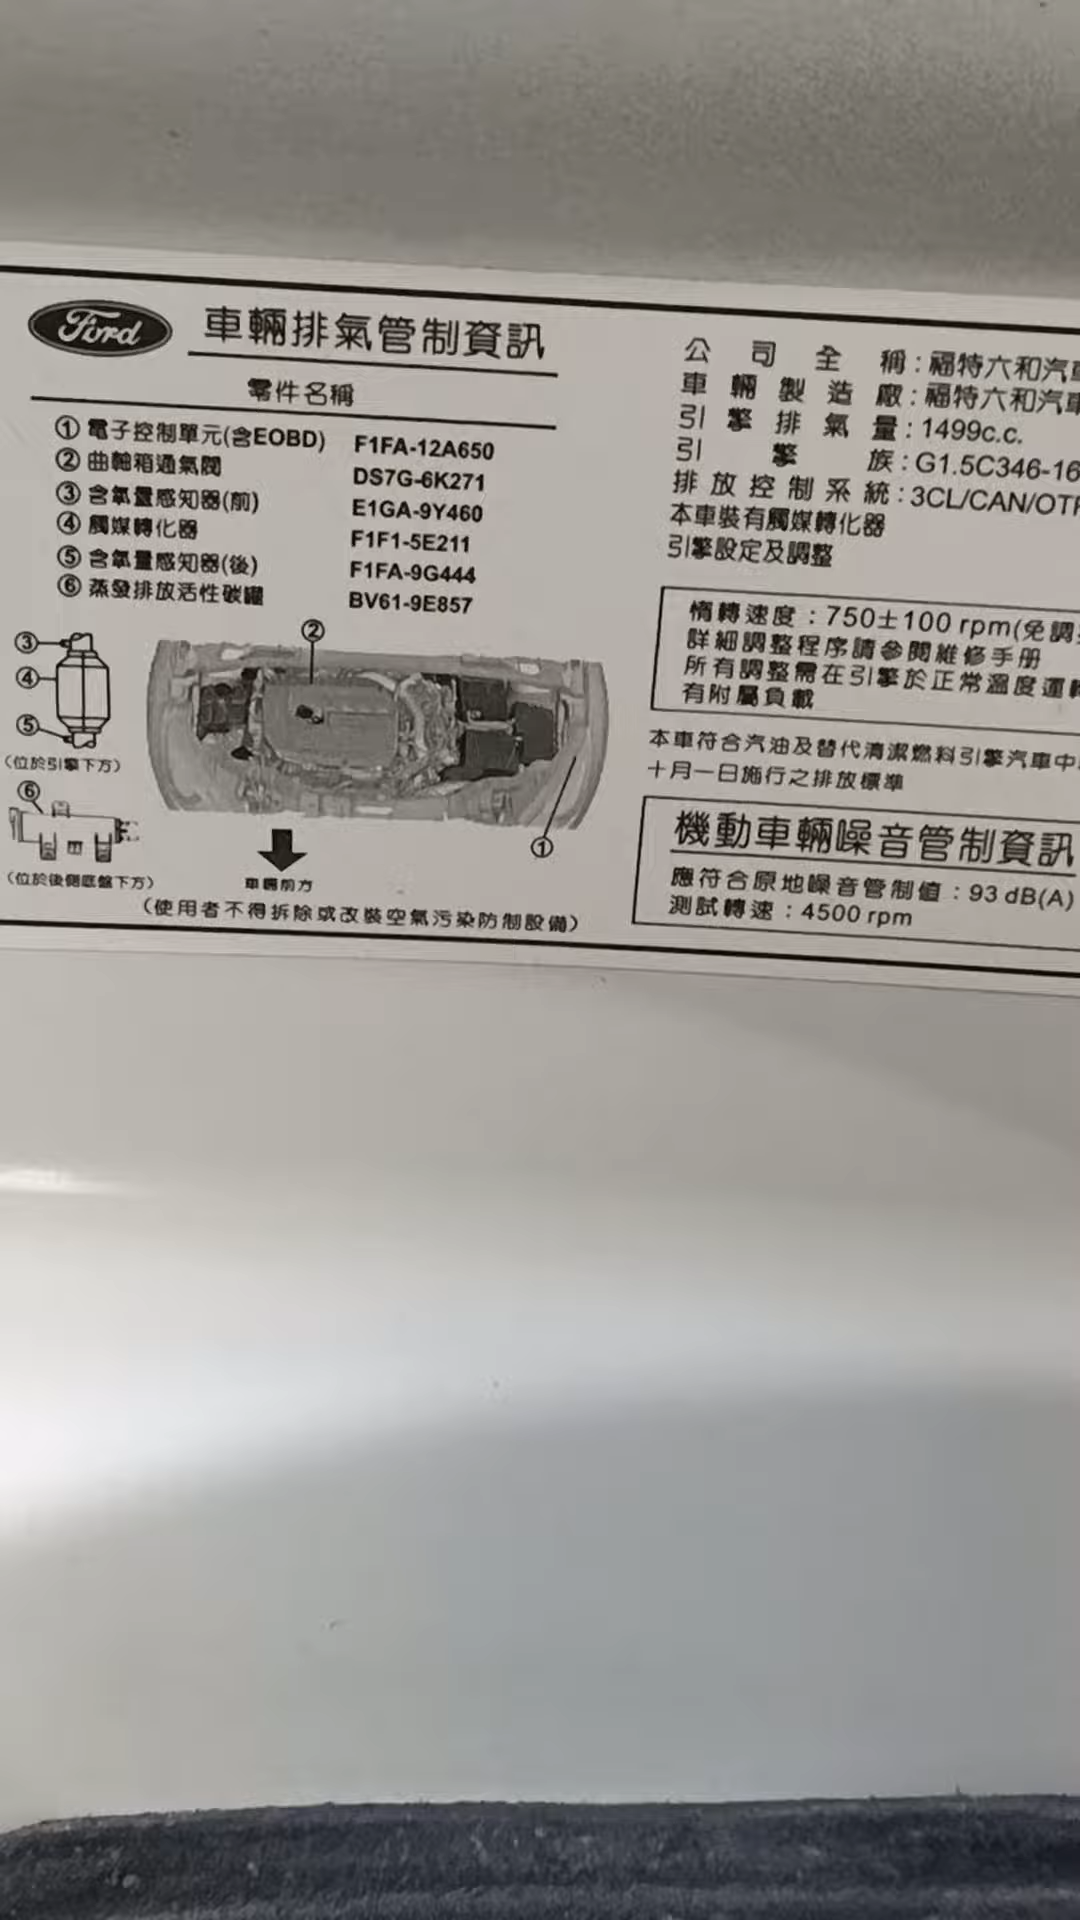 Ford
車輛排氣管制資訊
零件名稱
① 電子控制單元(含EOBD) F1FA-12A650
② 曲軸箱通氣閥 DS7G-6K271
③ 含氧量感知器(前) E1GA-9Y460
④ 觸媒轉化器 F1F1-5E211
⑤ 含氧量感知器(後) F1FA-9G444
⑥ 蒸發排放活性碳罐 BV61-9E857
②
③
④
⑤
(位於引擎下方)
⑥
①
(位於後側底盤下方)
車輛前方
(使用者不得拆除或改裝空氣污染防制設備)
公司全稱:福特六和汽車
車輛製造廠:福特六和汽車
引擎排氣量:1499c.c.
引擎族:G1.5C346-16
排放控制系統:3CL/CAN/OTP
本車裝有觸媒轉化器
引擎設定及調整
惰轉速度:750±100 rpm(免調
詳細調整程序請參閱維修手冊
所有調整需在引擎於正常溫度運轉
有附屬負載
本車符合汽油及替代清潔燃料引擎汽車中
十月一日施行之排放標準
機動車輛噪音管制資訊
應符合原地噪音管制值:93 dB(A)
測試轉速:4500 rpm